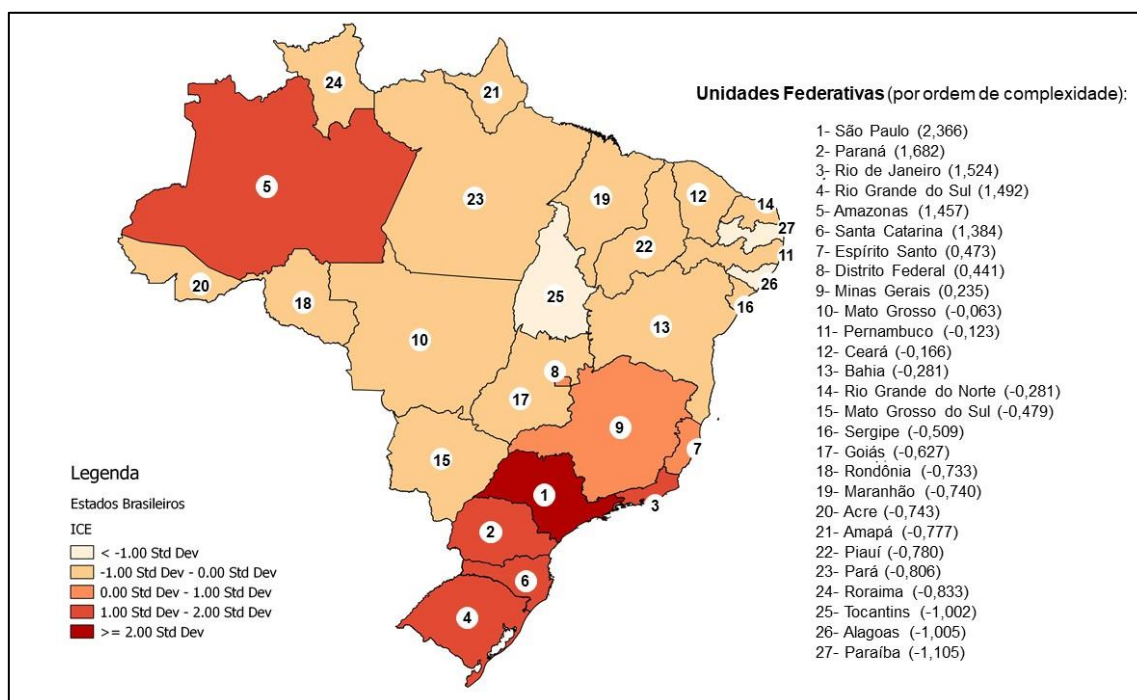 24
21
5
23
19
12
14
27
22
11
26
20
18
25
16
10
13
8
17
9
7
15
1
3
2
6
4
Legenda
Estados Brasileiros
ICE
< -1.00 Std Dev
-1.00 Std Dev - 0.00 Std Dev
0.00 Std Dev - 1.00 Std Dev
1.00 Std Dev - 2.00 Std Dev
>= 2.00 Std Dev
Unidades Federativas (por ordem de complexidade):
1- São Paulo (2,366)
2- Paraná (1,682)
3- Rio de Janeiro (1,524)
4- Rio Grande do Sul (1,492)
5- Amazonas (1,457)
6- Santa Catarina (1,384)
7- Espírito Santo (0,473)
8- Distrito Federal (0,441)
9- Minas Gerais (0,235)
10- Mato Grosso (-0,063)
11- Pernambuco (-0,123)
12- Ceará (-0,166)
13- Bahia (-0,281)
14- Rio Grande do Norte (-0,281)
15- Mato Grosso do Sul (-0,479)
16- Sergipe (-0,509)
17- Goiás (-0,627)
18- Rondônia (-0,733)
19- Maranhão (-0,740)
20- Acre (-0,743)
21- Amapá (-0,777)
22- Piauí (-0,780)
23- Pará (-0,806)
24- Roraima (-0,833)
25- Tocantins (-1,002)
26- Alagoas (-1,005)
27- Paraíba (-1,105)